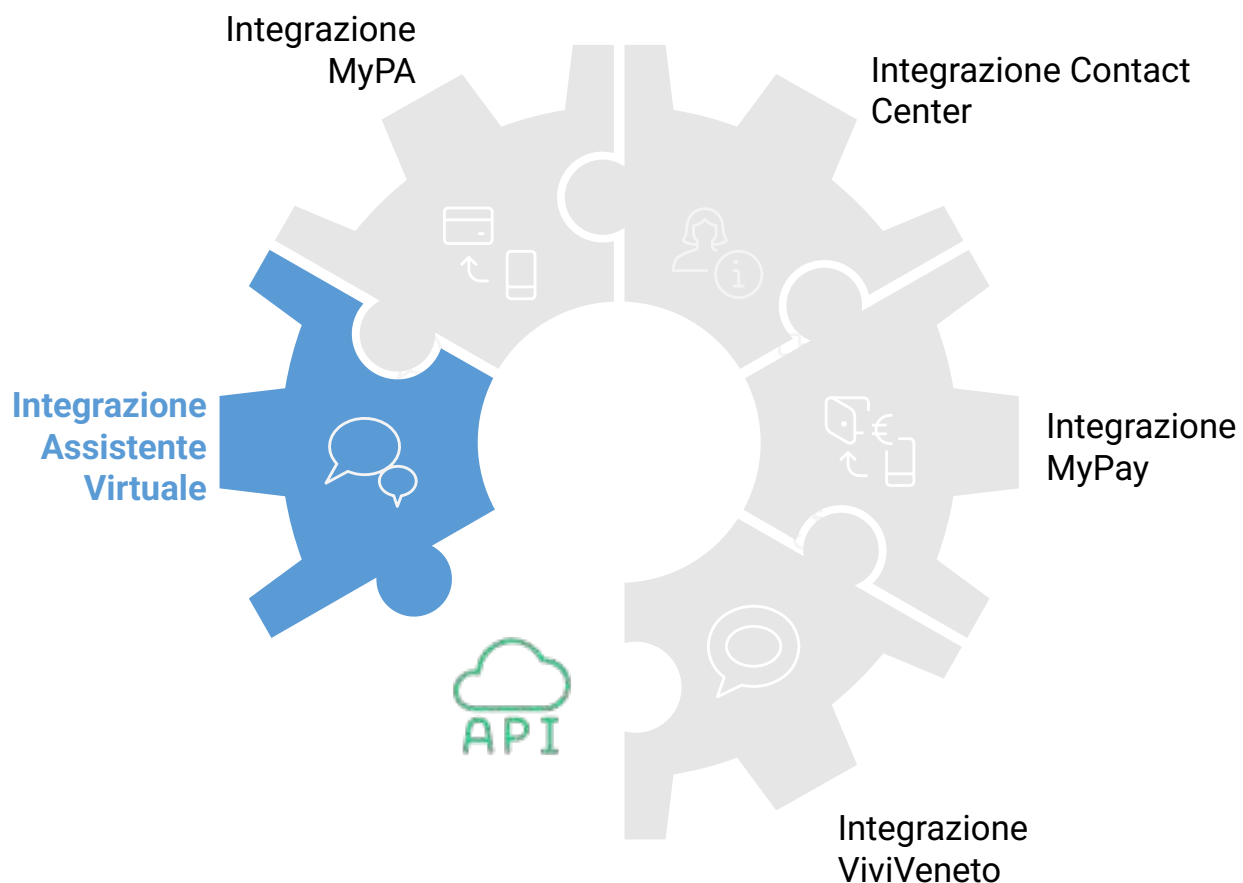 Integrazione
MyPA
Integrazione Contact
Center
Integrazione
Assistente
Virtuale
Integrazione
MyPay
API
Integrazione
ViviVeneto